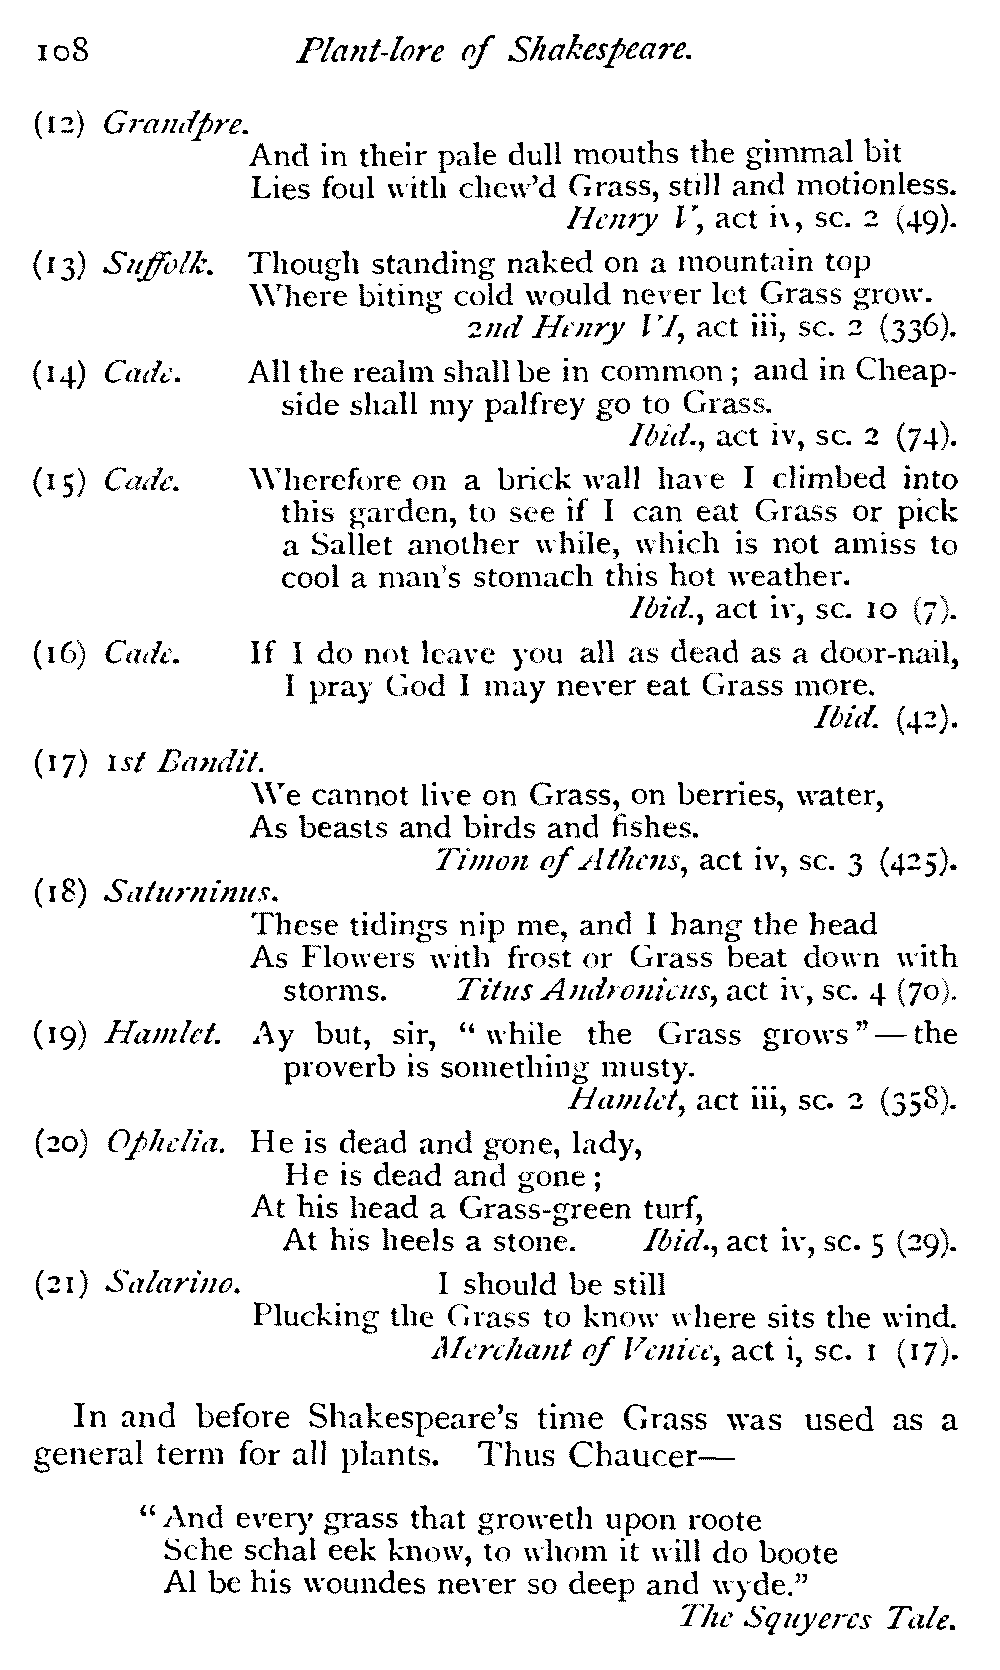 108 Plant-lore of Shakespeare.
(12) Grandpre.
And in their pale dull mouths the gimmal bit
Lies foul with chew'd Grass, still and motionless.
Henry V, act iv, sc. 2 (49).
(13) Suffolk. Though standing naked on a mountain top
Where biting cold would never let Grass grow.
2nd Henry VI, act iii, sc. 2 (336).
(14) Cade. All the realm shall be in common; and in Cheap-
side shall my palfrey go to Grass.
Ibid., act iv, sc. 2 (74).
(15) Cade. Wherefore on a brick wall have I climbed into
this garden, to see if I can eat Grass or pick
a Sallet another while, which is not amiss to
cool a man's stomach this hot weather.
Ibid., act iv, sc. 10 (7).
(16) Cade. If I do not leave you all as dead as a door-nail,
I pray God I may never eat Grass more.
Ibid. (42).
(17) 1st Bandit.
We cannot live on Grass, on berries, water,
As beasts and birds and fishes.
Timon of Athens, act iv, sc. 3 (425).
(18) Saturninus.
These tidings nip me, and I hang the head
As Flowers with frost or Grass beat down with
storms. Titus Andronicus, act iv, sc. 4 (70).
(19) Hamlet. Ay but, sir, "while the Grass grows"—the
proverb is something musty.
Hamlet, act iii, sc. 2 (358).
(20) Ophelia. He is dead and gone, lady,
He is dead and gone;
At his head a Grass-green turf,
At his heels a stone. Ibid., act iv, sc. 5 (29).
(21) Salarino. I should be still
Plucking the Grass to know where sits the wind.
Merchant of Venice, act i, sc. 1 (17).
In and before Shakespeare's time Grass was used as a
general term for all plants. Thus Chaucer—
"And every grass that groweth upon roote
Sche schal eek know, to whom it will do boote
Al be his woundes never so deep and wyde."
The Squyeres Tale.